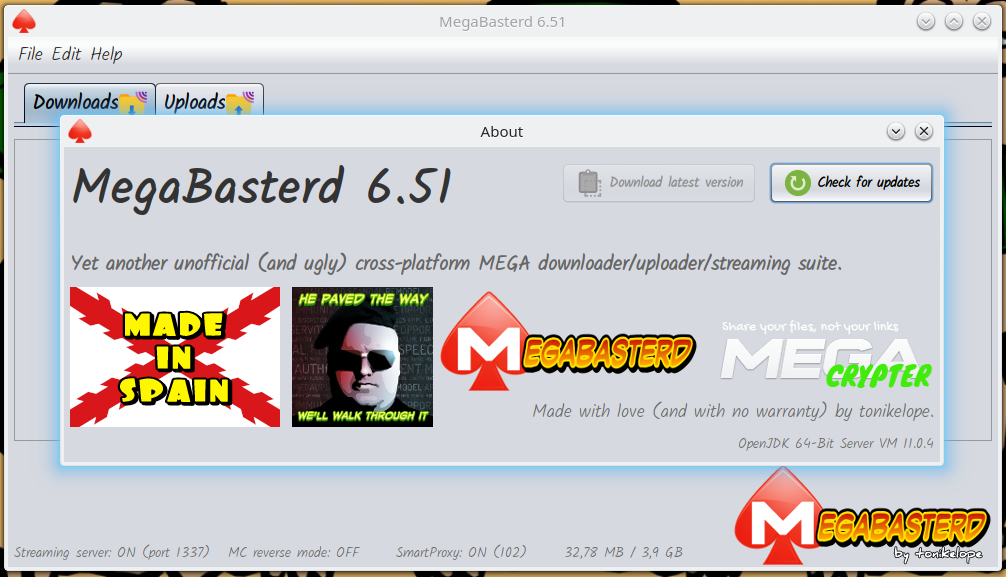 MegaBasterd 6.51
File Edit Help
Downloads Uploads
About
MegaBasterd 6.51
Download latest version
Check for updates
Yet another unofficial (and ugly) cross-platform MEGA downloader/uploader/streaming suite.
MADE
IN
SPAIN
HE PAVED THE WAY
WE'LL WALK THROUGH IT
MEGABASTERD
Share your files, not your links
MEGA
CRYPTER
Made with love (and with no warranty) by tonikelope.
OpenJDK 64-Bit Server VM 11.0.4
MEGABASTERD
by tonikelope
Streaming server: ON (port 1337) MC reverse mode: OFF SmartProxy: ON (102) 32,78 MB / 3,9 GB